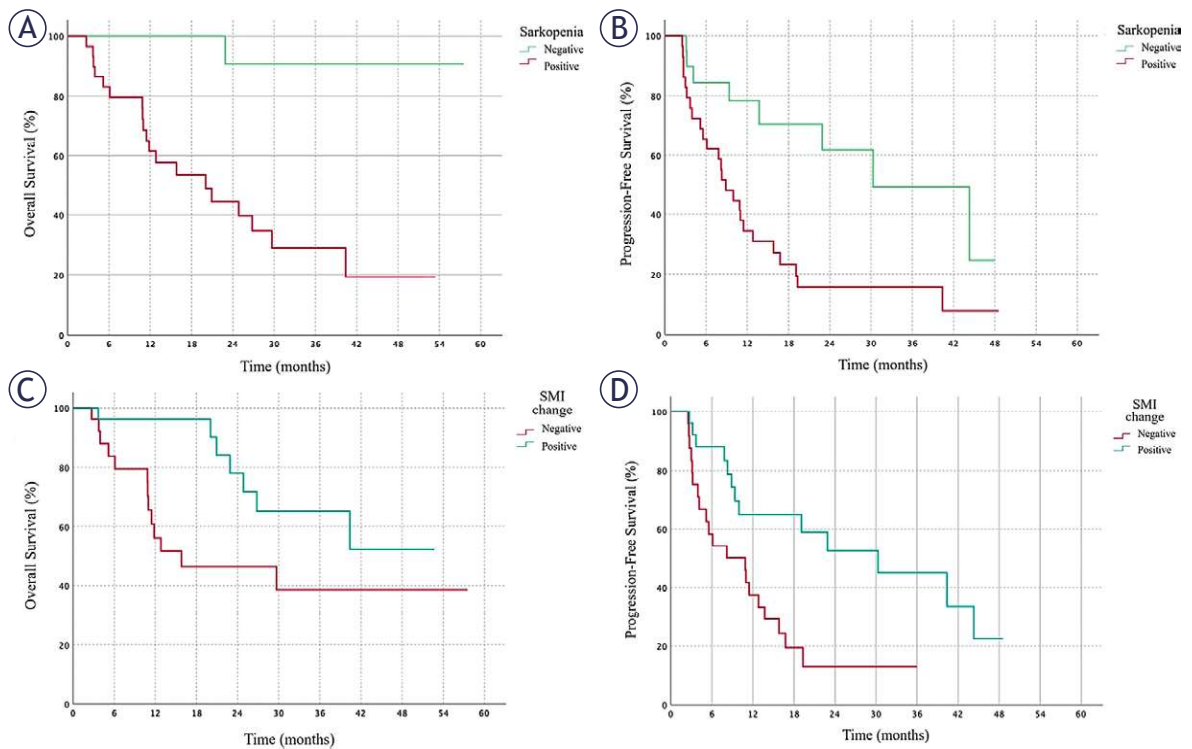 A
Sarkopenia
Negative
Positive
Overall Survival (%)
100
80
60
40
20
0
0 6 12 18 24 30 36 42 48 54 60
Time (months)
B
Sarkopenia
Negative
Positive
Progression-Free Survival (%)
100
80
60
40
20
0
0 6 12 18 24 30 36 42 48 54 60
Time (months)
C
SMI
change
Negative
Positive
Overall Survival (%)
100
80
60
40
20
0
0 6 12 18 24 30 36 42 48 54 60
Time (months)
D
SMI
change
Negative
Positive
Progression-Free Survival (%)
100
80
60
40
20
0
0 6 12 18 24 30 36 42 48 54 60
Time (months)